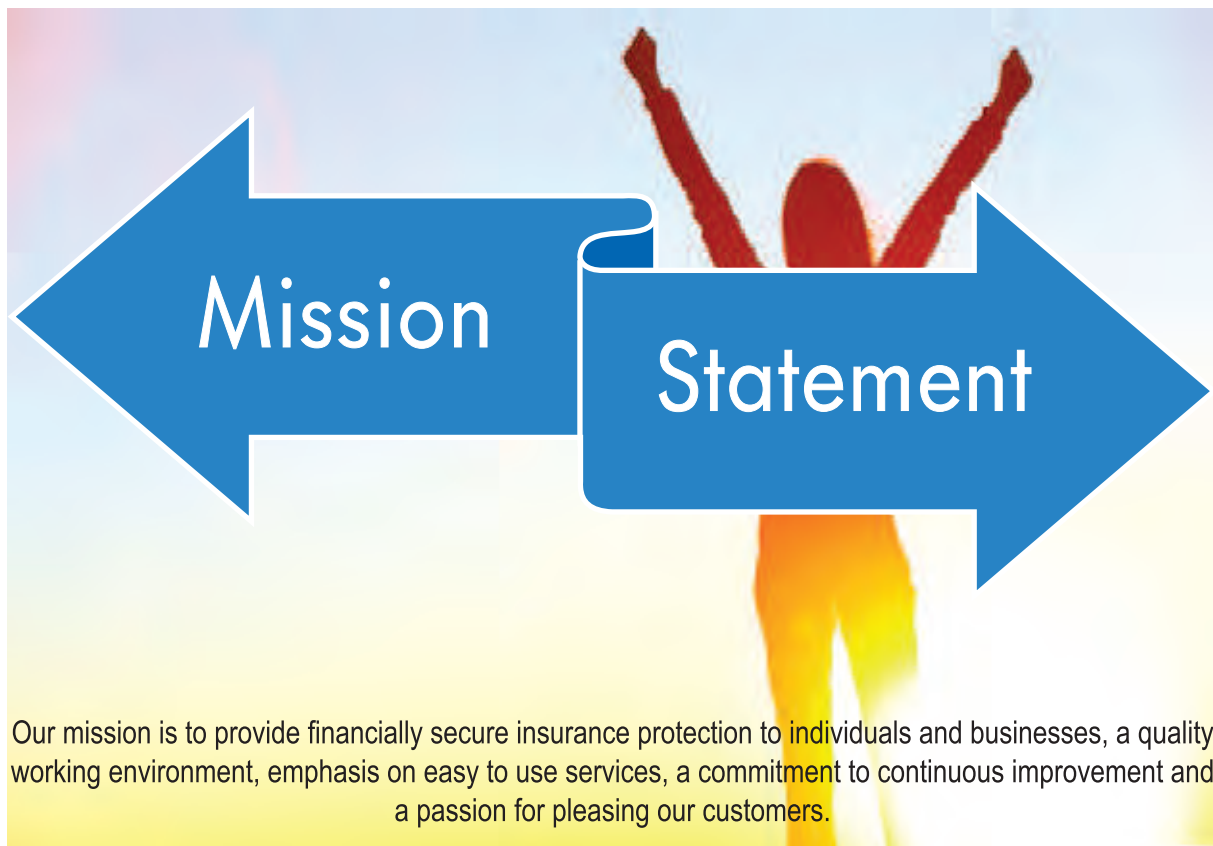 Mission
Statement
Our mission is to provide financially secure insurance protection to individuals and businesses, a quality
working environment, emphasis on easy to use services, a commitment to continuous improvement and
a passion for pleasing our customers.